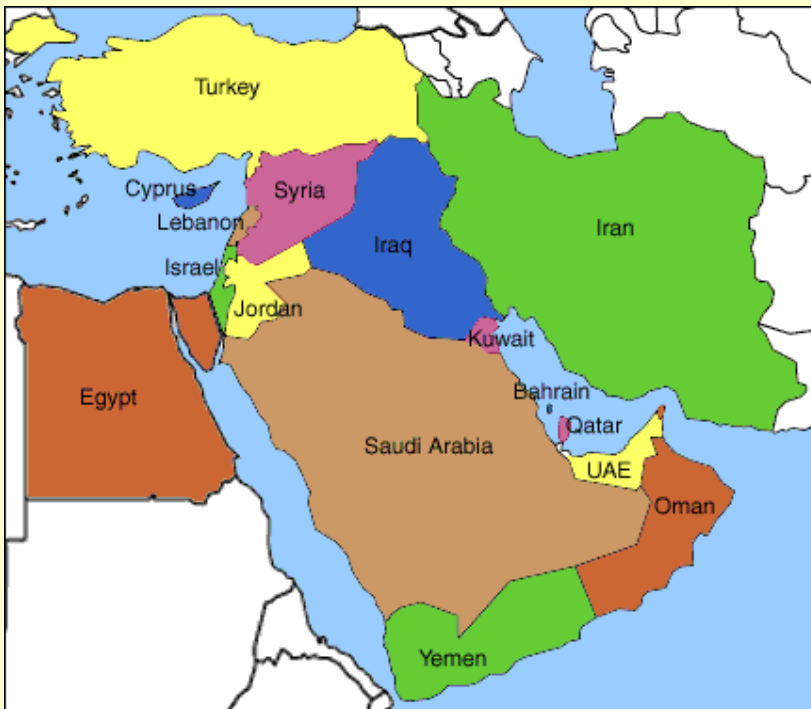 Turkey
Cyprus
Syria
Lebanon
Iraq
Iran
Israel
Jordan
Kuwait
Egypt
Bahrain
Qatar
Saudi Arabia
UAE
Oman
Yemen